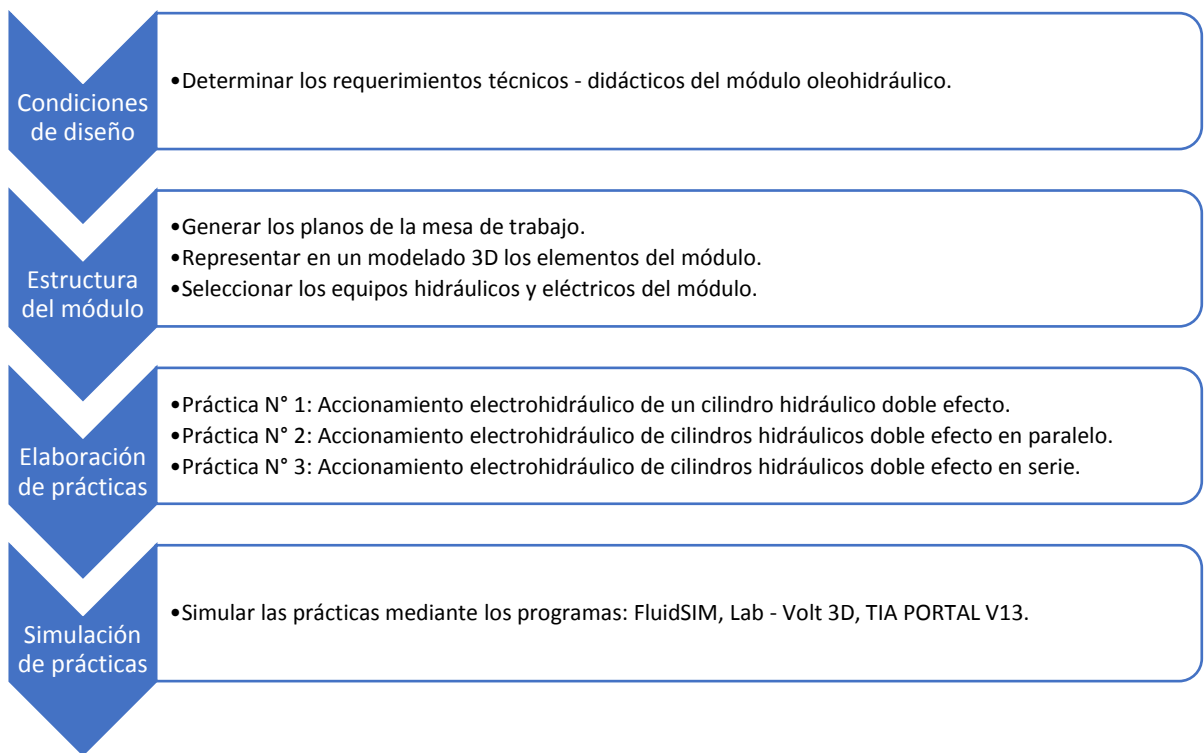 Condiciones
de diseño
•Determinar los requerimientos técnicos - didácticos del módulo oleohidráulico.
Estructura
del módulo
•Generar los planos de la mesa de trabajo.
•Representar en un modelado 3D los elementos del módulo.
•Seleccionar los equipos hidráulicos y eléctricos del módulo.
Elaboración
de prácticas
•Práctica N° 1: Accionamiento electrohidráulico de un cilindro hidráulico doble efecto.
•Práctica N° 2: Accionamiento electrohidráulico de cilindros hidráulicos doble efecto en paralelo.
•Práctica N° 3: Accionamiento electrohidráulico de cilindros hidráulicos doble efecto en serie.
Simulación
de prácticas
•Simular las prácticas mediante los programas: FluidSIM, Lab - Volt 3D, TIA PORTAL V13.